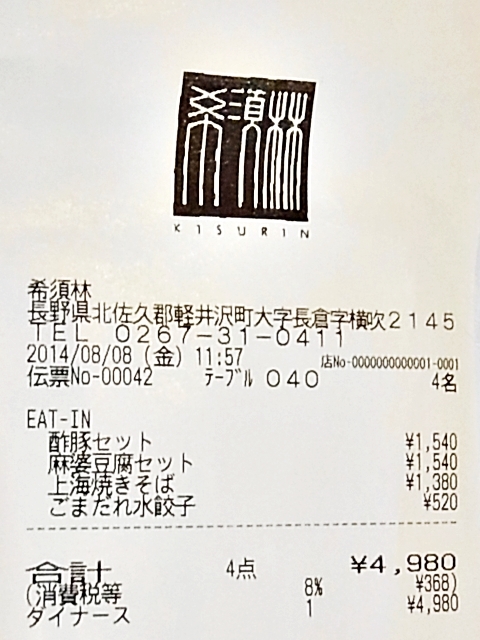 希須林
KISURIN
希須林
長野県北佐久郡軽井沢町大字長倉字横吹2145
TEL 0267-31-0411
2014/08/08 (金) 11:57 店No-0000000000001-0001
伝票No-00042 テーブル 040 4名
EAT-IN
酢豚セット ¥1,540
麻婆豆腐セット ¥1,540
上海焼きそば ¥1,380
ごまだれ水餃子 ¥520
合計 4点 ¥4,980
(消費税等 8% ¥368)
ダイナース 1 ¥4,980